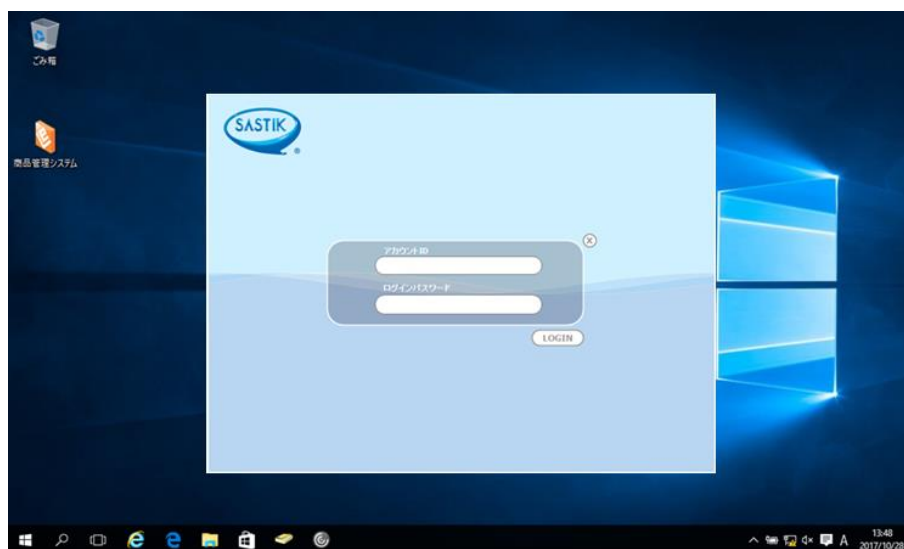 ごみ箱
商品管理システム
SASTIK
®
アカウントID
ログインパスワード
LOGIN
A
13:48
2017/10/28